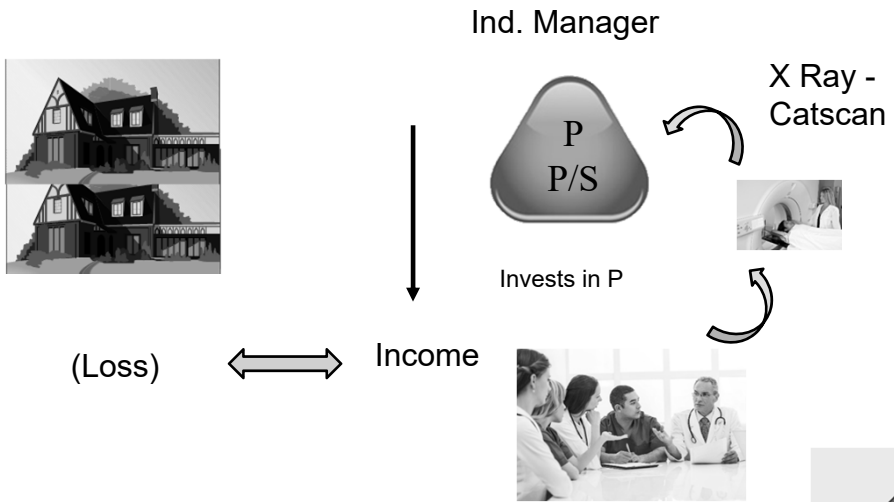 Ind. Manager
X Ray -
Catscan
P
P/S
Invests in P
(Loss)
Income